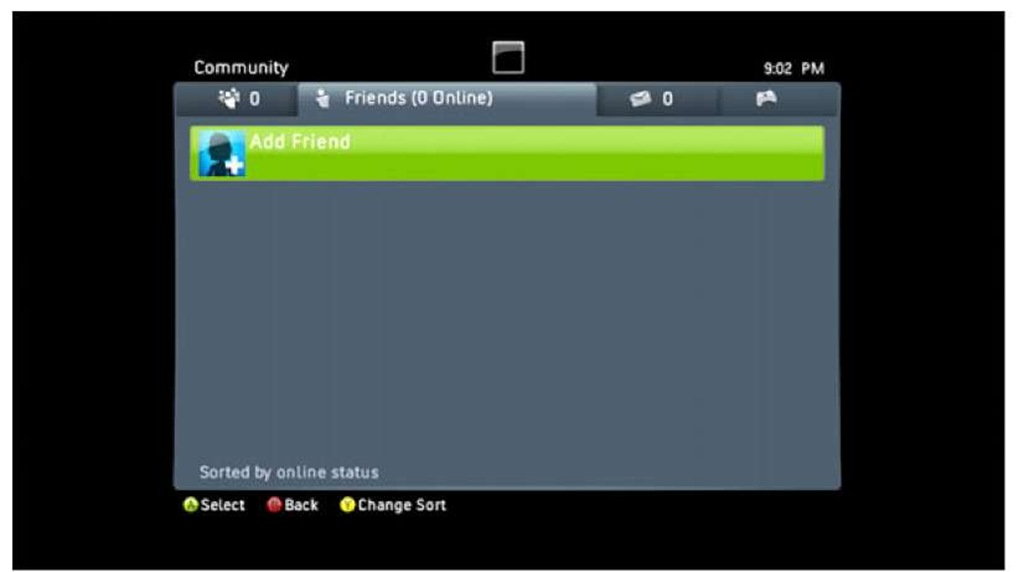 Community
9:02 PM
0
Friends (0 Online)
0
Add Friend
Sorted by online status
A Select B Back Y Change Sort